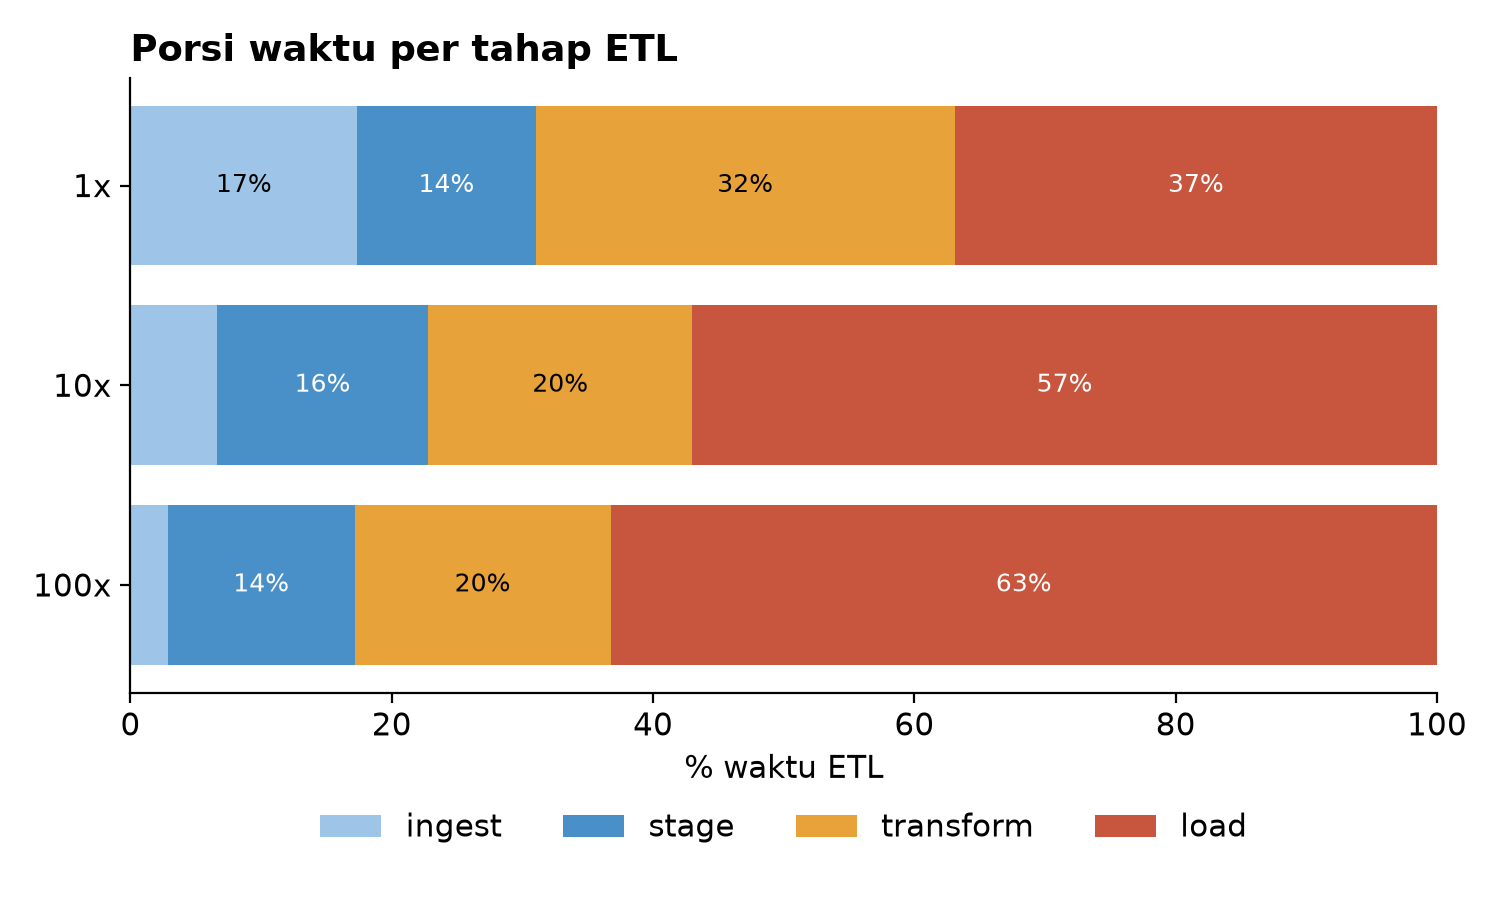 Porsi waktu per tahap ETL
1x
17% 14% 32% 37%
10x
16% 20% 57%
100x
14% 20% 63%
0 20 40 60 80 100
% waktu ETL
ingest stage transform load